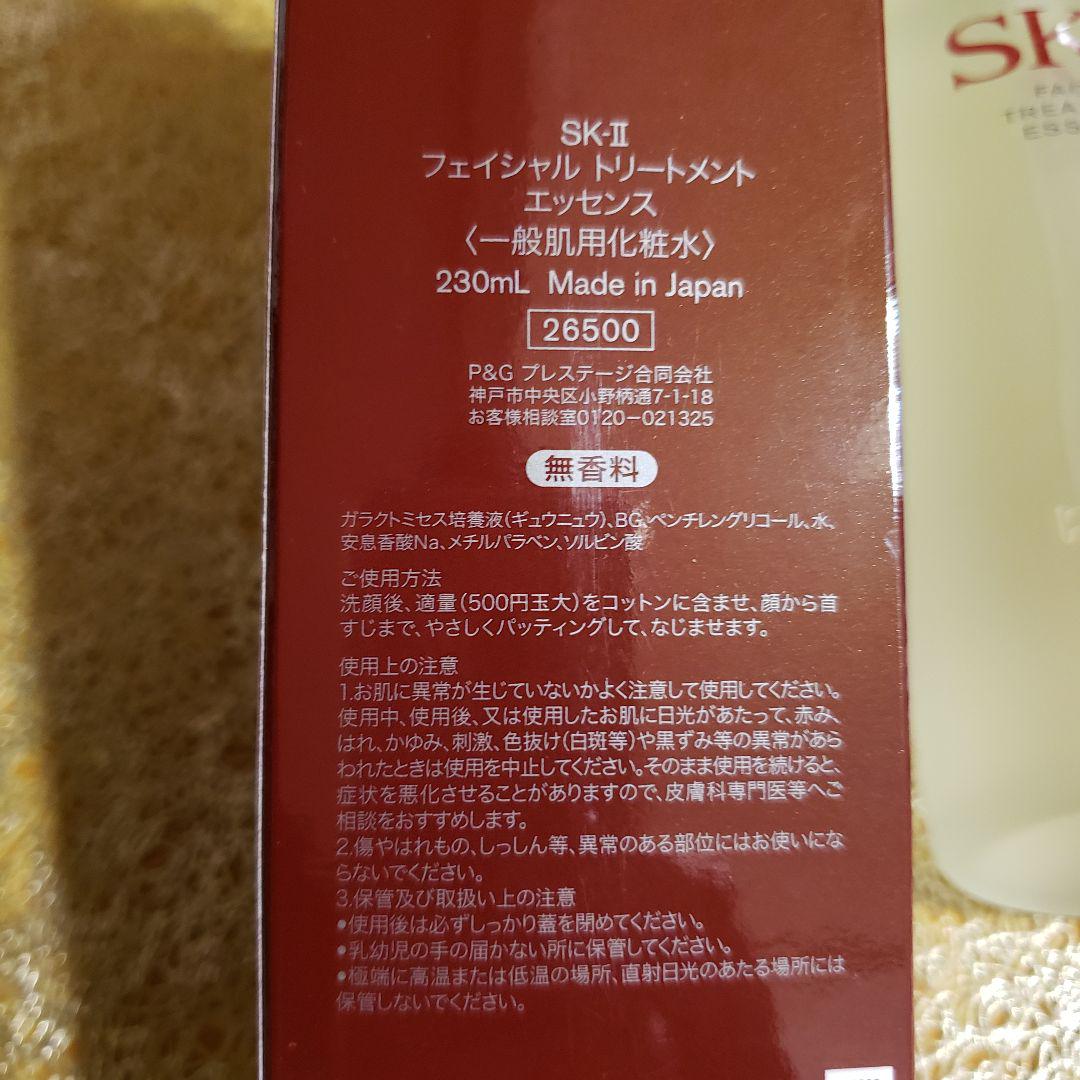 SK-II
フェイシャル トリートメント
エッセンス
〈一般肌用化粧水〉
230mL Made in Japan
26500
P&G プレステージ合同会社
神戸市中央区小野柄通7-1-18
お客様相談室0120-021325
無香料
ガラクトミセス培養液(ギュウニュウ)、BG、ペンチレングリコール、水、
安息香酸Na、メチルパラベン、ソルビン酸
ご使用方法
洗顔後、適量(500円玉大)をコットンに含ませ、顔から首
すじまで、やさしくパッティングして、なじませます。
使用上の注意
1.お肌に異常が生じていないかよく注意して使用してください。
使用中、使用後、又は使用したお肌に日光があたって、赤み、
はれ、かゆみ、刺激、色抜け(白斑等)や黒ずみ等の異常があら
われたときは使用を中止してください。そのまま使用を続けると、
症状を悪化させることがありますので、皮膚科専門医等へご
相談をおすすめします。
2.傷やはれもの、しっしん等、異常のある部位にはお使いにな
らないでください。
3.保管及び取扱い上の注意
●使用後は必ずしっかり蓋を閉めてください。
●乳幼児の手の届かない所に保管してください。
●極端に高温または低温の場所、直射日光のあたる場所には
保管しないでください。
SK
FA
TREA
ESS